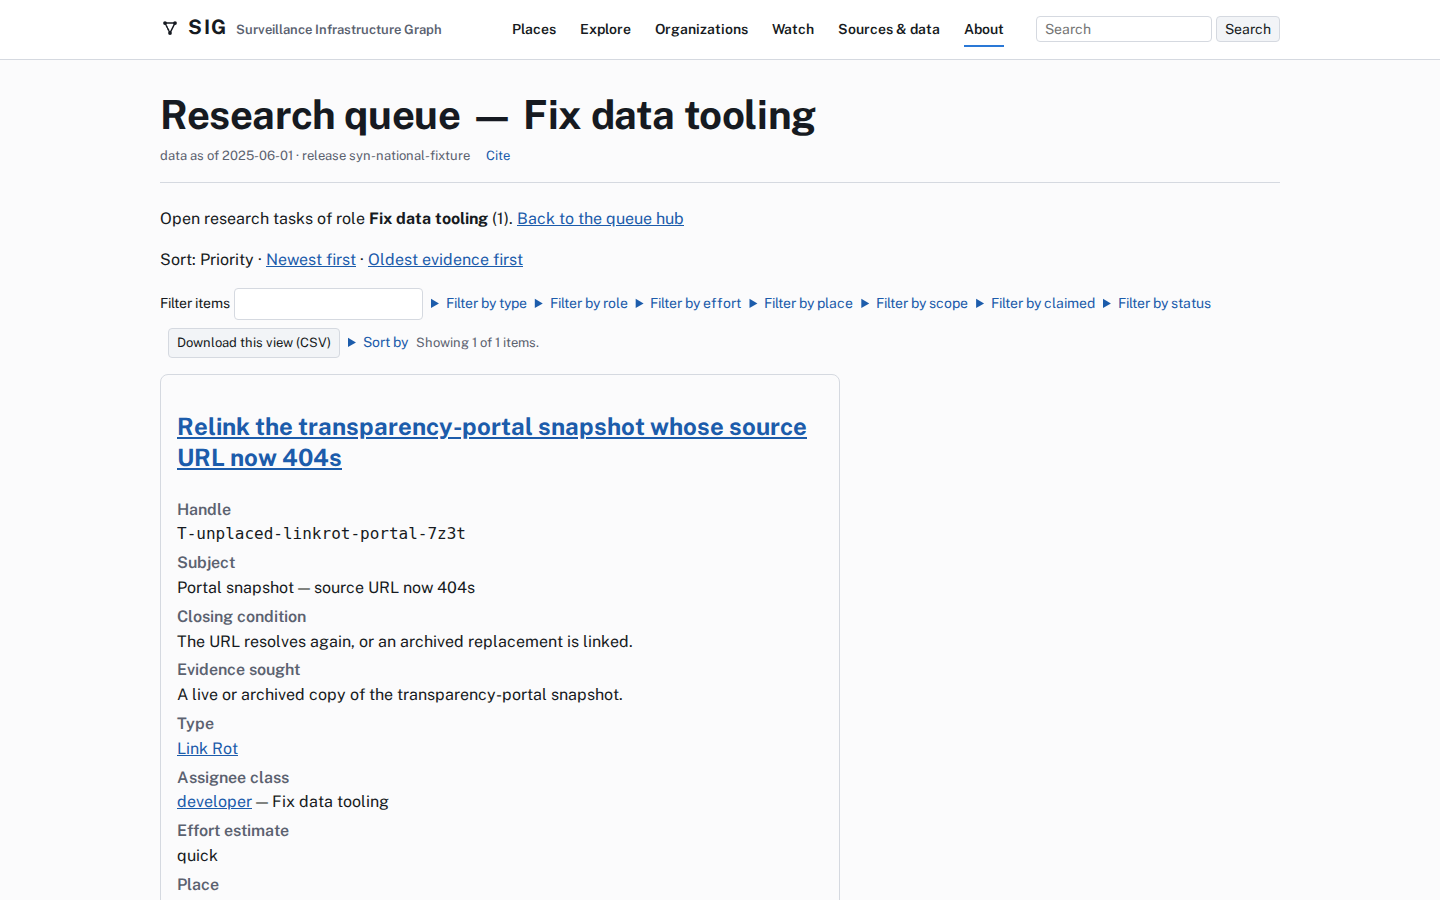 SIG Surveillance Infrastructure Graph Places Explore Organizations Watch Sources & data About Search Search
Research queue — Fix data tooling
data as of 2025-06-01 · release syn-national-fixture Cite
Open research tasks of role Fix data tooling (1). Back to the queue hub
Sort: Priority · Newest first · Oldest evidence first
Filter items Filter by type Filter by role Filter by effort Filter by place Filter by scope Filter by claimed Filter by status
Download this view (CSV) Sort by Showing 1 of 1 items.
Relink the transparency-portal snapshot whose source
URL now 404s
Handle
T-unplaced-linkrot-portal-7z3t
Subject
Portal snapshot — source URL now 404s
Closing condition
The URL resolves again, or an archived replacement is linked.
Evidence sought
A live or archived copy of the transparency-portal snapshot.
Type
Link Rot
Assignee class
developer — Fix data tooling
Effort estimate
quick
Place